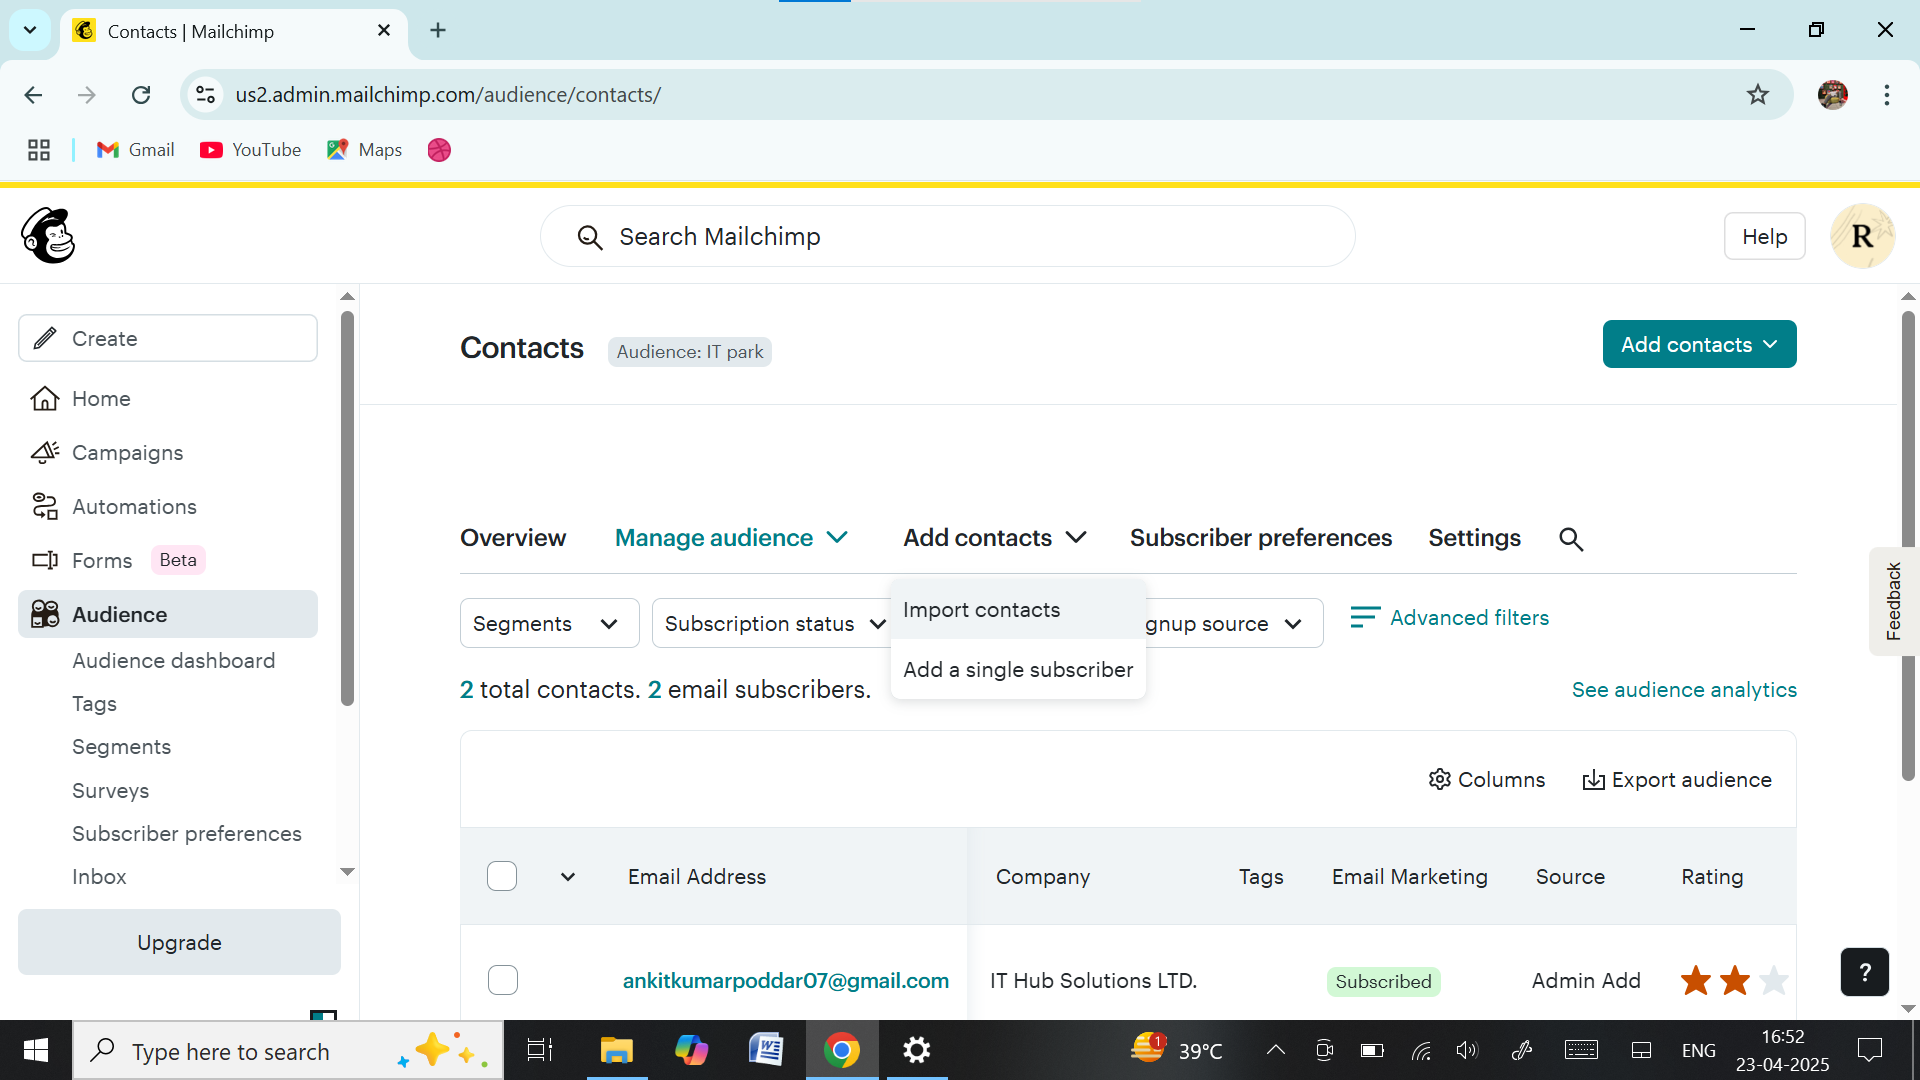 Contacts | Mailchimp
us2.admin.mailchimp.com/audience/contacts/
Gmail YouTube Maps
Search Mailchimp
Help
R
Create
Home
Campaigns
Automations
Forms Beta
Audience
Audience dashboard
Tags
Segments
Surveys
Subscriber preferences
Inbox
Upgrade
Contacts Audience: IT park
Add contacts
Overview Manage audience Add contacts Subscriber preferences Settings
Segments Subscription status gnup source Advanced filters
Import contacts
Add a single subscriber
2 total contacts. 2 email subscribers.
See audience analytics
Columns Export audience
Email Address Company Tags Email Marketing Source Rating
ankitkumarpoddar07@gmail.com IT Hub Solutions LTD. Subscribed Admin Add
Feedback
?
Type here to search
1
39°C
ENG
16:52
23-04-2025